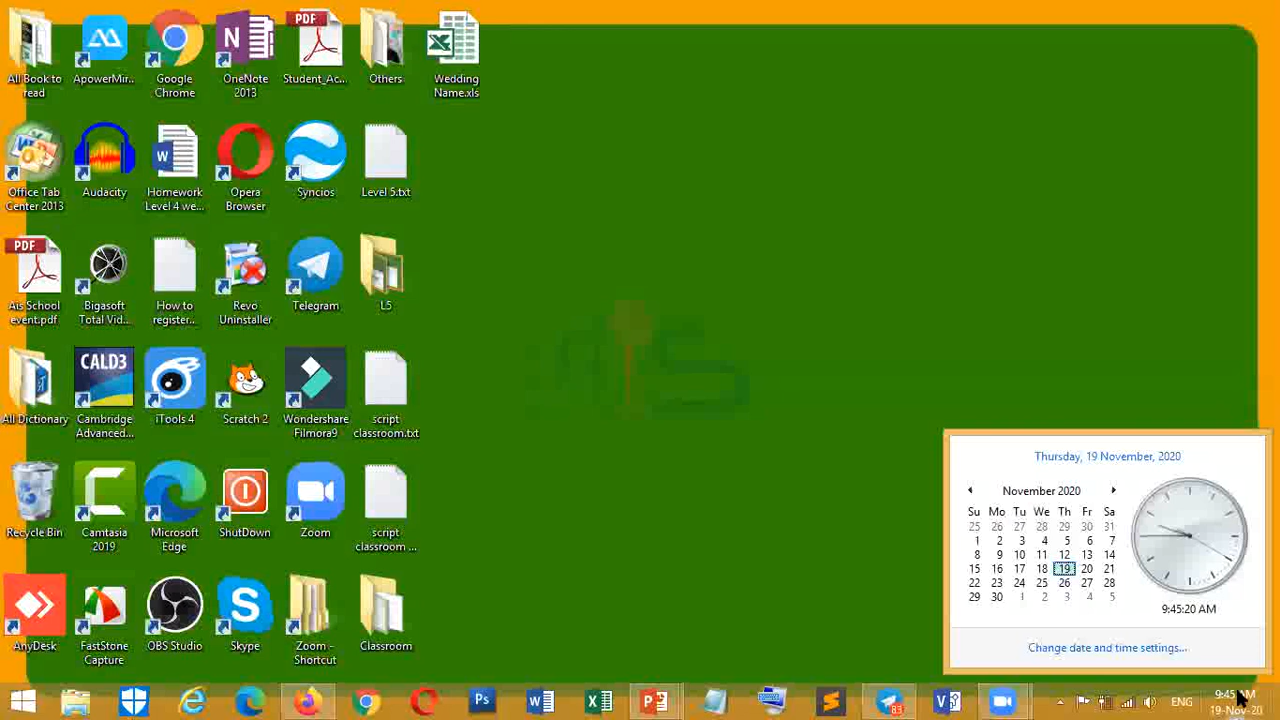 All Book to
read
ApowerMir...
Google
Chrome
OneNote
2013
PDF
Student_Ac...
Others
Wedding
Name.xls
Office Tab
Center 2013
Audacity
Homework
Level 4 we...
Opera
Browser
Syncios
Level 5.txt
PDF
Ais School
event.pdf
Bigasoft
Total Vid...
How to
register...
Revo
Uninstaller
Telegram
L5
All Dictionary
CALD3
Cambridge
Advanced...
iTools 4
Scratch 2
Wondershare
Filmora9
script
classroom.txt
Recycle Bin
Camtasia
2019
Microsoft
Edge
ShutDown
Zoom
script
classroom ...
AnyDesk
FastStone
Capture
OBS Studio
Skype
Zoom -
Shortcut
Classroom
Thursday, 19 November, 2020
November 2020
Su Mo Tu We Th Fr Sa
25 26 27 28 29 30 31
1 2 3 4 5 6 7
8 9 10 11 12 13 14
15 16 17 18 19 20 21
22 23 24 25 26 27 28
29 30 1 2 3 4 5
9:45:20 AM
Change date and time settings...
Ps
83
ENG
9:45 AM
19-Nov-20